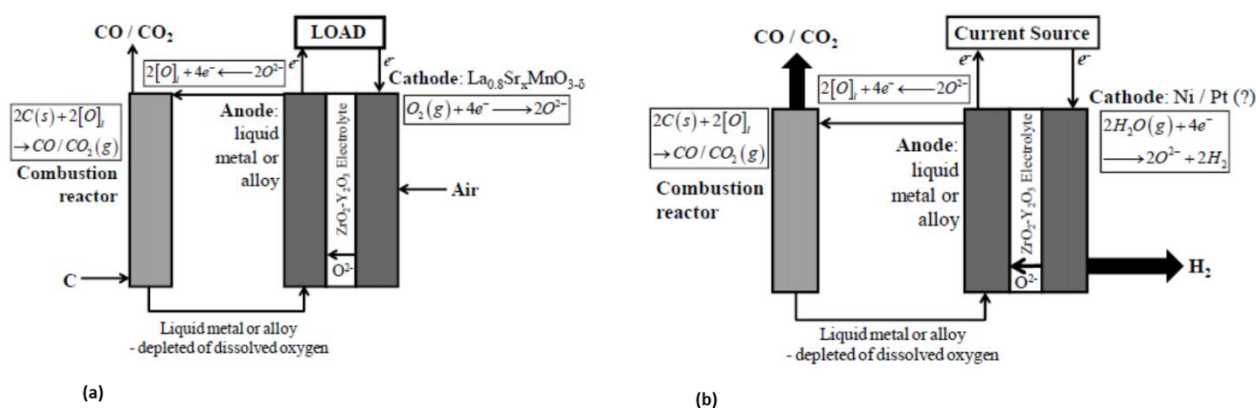 CO / CO₂
LOAD
e⁻
e⁻
2[O]ₗ + 4e⁻ ⟵ 2O²⁻
Cathode: La₀.₈SrₓMnO₃₋δ
O₂(g) + 4e⁻ ⟶ 2O²⁻
2C(s) + 2[O]ₗ
→ CO / CO₂(g)
Combustion
reactor
Anode:
liquid
metal or
alloy
ZrO₂-Y₂O₃ Electrolyte
Air
O²⁻
C
Liquid metal or alloy
- depleted of dissolved oxygen
(a)
CO / CO₂
Current Source
e⁻
e⁻
2[O]ₗ + 4e⁻ ⟵ 2O²⁻
Cathode: Ni / Pt (?)
2H₂O(g) + 4e⁻
⟶ 2O²⁻ + 2H₂
2C(s) + 2[O]ₗ
→ CO / CO₂(g)
Combustion
reactor
Anode:
liquid
metal or
alloy
ZrO₂-Y₂O₃ Electrolyte
O²⁻
H₂
Liquid metal or alloy
- depleted of dissolved oxygen
(b)